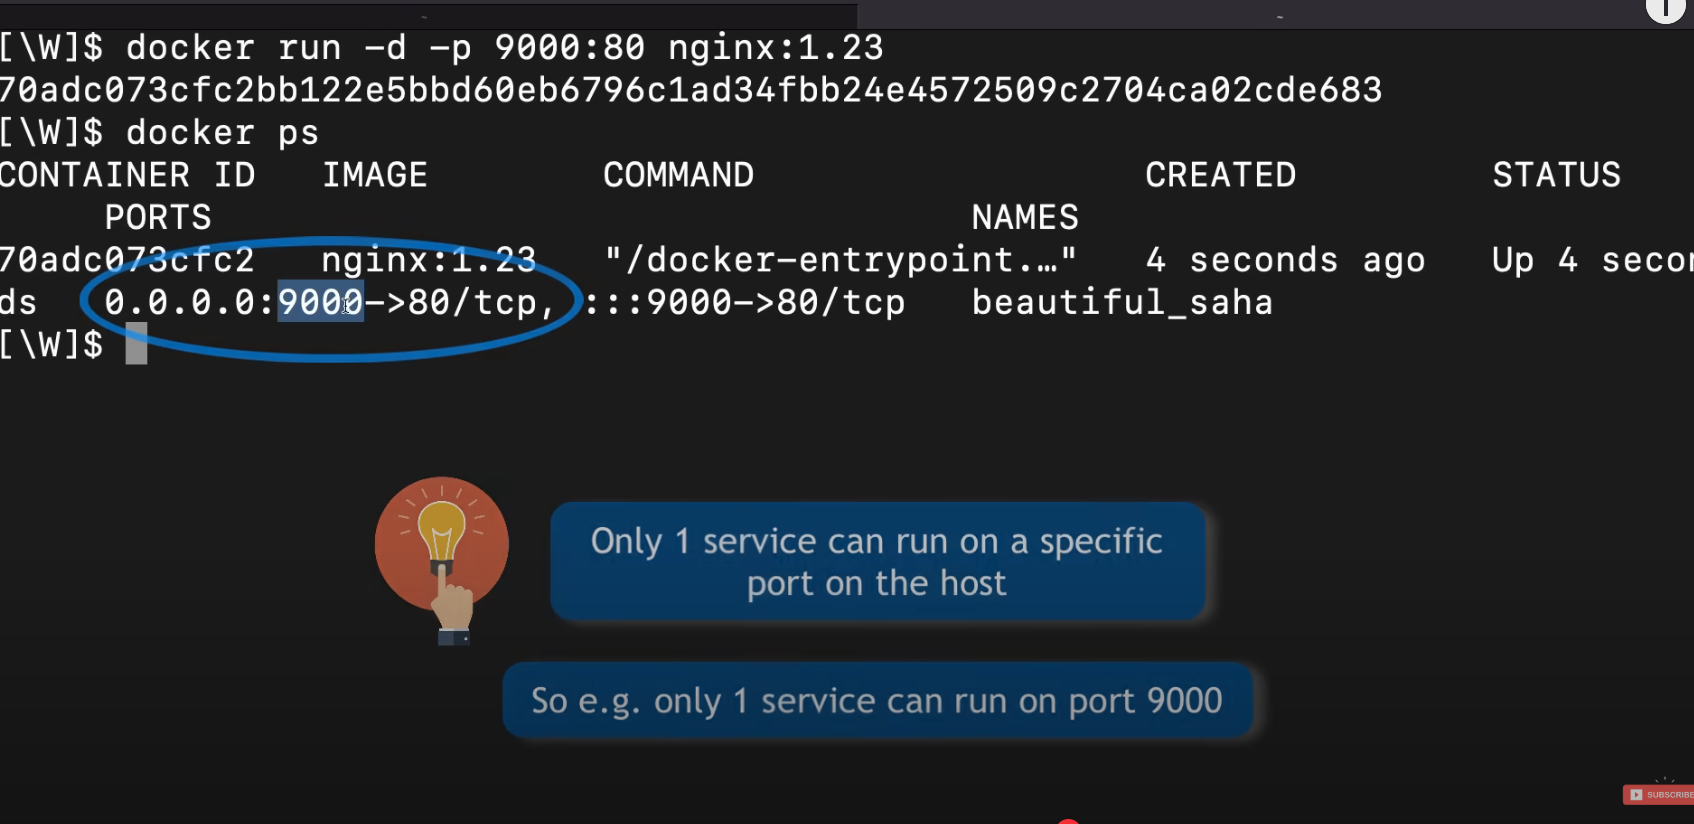 ~ ~
[\W]$ docker run -d -p 9000:80 nginx:1.23
70adc073cfc2bb122e5bbd60eb6796c1ad34fbb24e4572509c2704ca02cde683
[\W]$ docker ps
CONTAINER ID   IMAGE        COMMAND                  CREATED         STATUS
     PORTS                                   NAMES
70adc073cfc2   nginx:1.23   "/docker-entrypoint.…"   4 seconds ago   Up 4 secon
ds   0.0.0.0:9000->80/tcp, :::9000->80/tcp   beautiful_saha
[\W]$
Only 1 service can run on a specific
port on the host
So e.g. only 1 service can run on port 9000
SUBSCRIBE